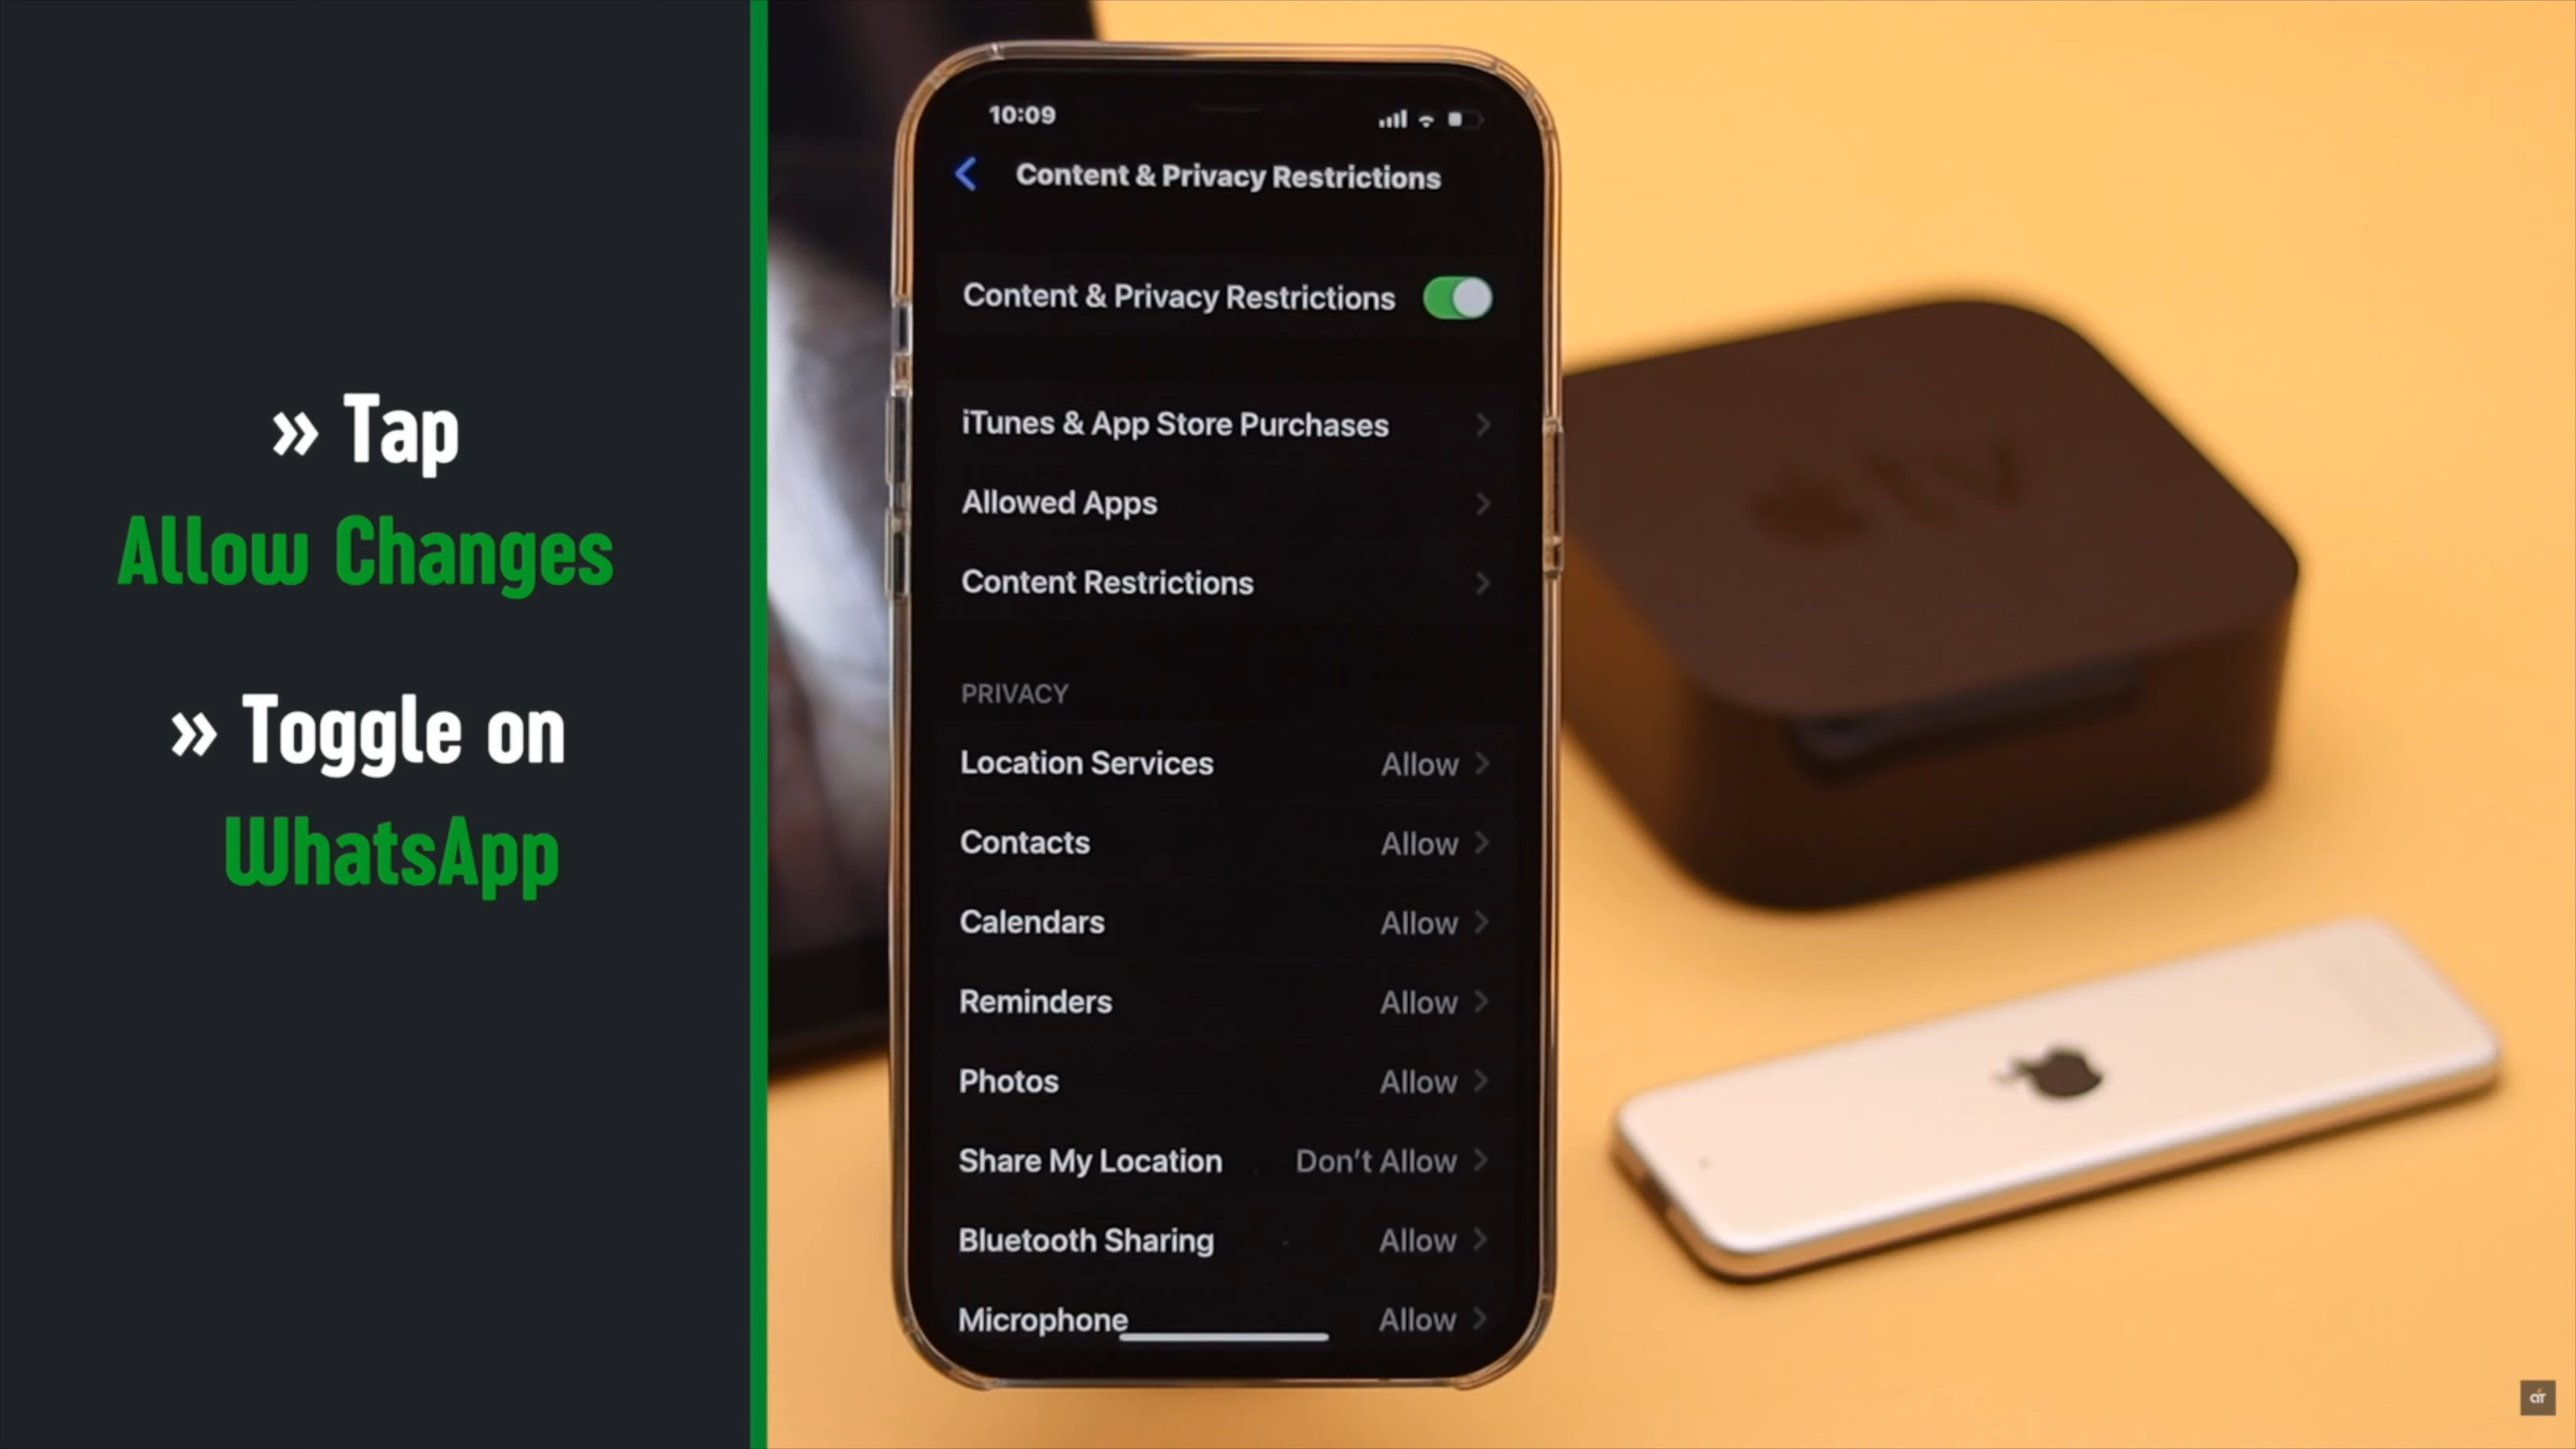 » Tap
Allow Changes
» Toggle on
WhatsApp
10:09
Content & Privacy Restrictions
Content & Privacy Restrictions
iTunes & App Store Purchases
Allowed Apps
Content Restrictions
PRIVACY
Location Services Allow
Contacts Allow
Calendars Allow
Reminders Allow
Photos Allow
Share My Location Don't Allow
Bluetooth Sharing Allow
Microphone Allow
tv